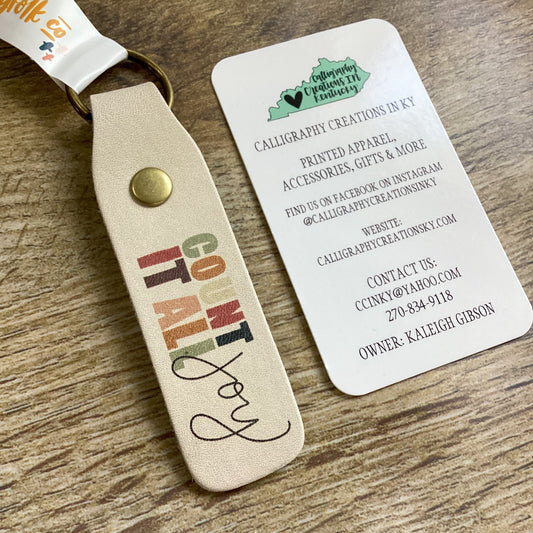 COUNT
IT ALL
Joy
Calligraphy
Creations In
Kentucky
CALLIGRAPHY CREATIONS IN KY
PRINTED APPAREL,
ACCESSORIES, GIFTS & MORE
FIND US ON FACEBOOK ON INSTAGRAM
@CALLIGRAPHYCREATIONSINKY
WEBSITE:
CALLIGRAPHYCREATIONSKY.COM
CONTACT US:
CCINKY@YAHOO.COM
270-834-9118
OWNER: KALEIGH GIBSON